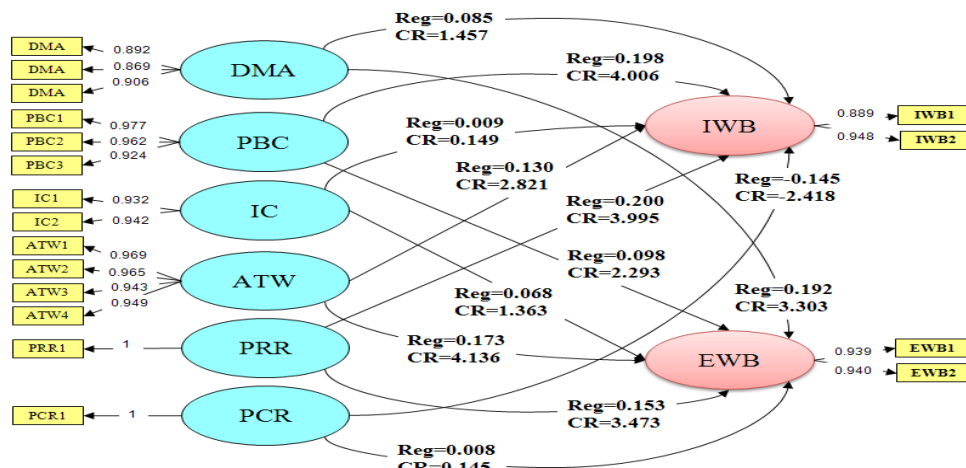 Reg=0.085
CR=1.457
DMA
0.892
DMA
0.869
DMA
0.906
DMA
Reg=0.198
CR=4.006
PBC1
0.977
PBC2
0.962
PBC3
0.924
PBC
Reg=0.009
CR=0.149
IWB
0.889
IWB1
0.948
IWB2
Reg=0.130
CR=2.821
Reg=-0.145
CR=-2.418
IC1
0.932
IC2
0.942
IC
Reg=0.200
CR=3.995
ATW1
0.969
ATW2
0.965
ATW3
0.943
ATW4
0.949
ATW
Reg=0.098
CR=2.293
Reg=0.068
CR=1.363
Reg=0.192
CR=3.303
PRR1
1
PRR
Reg=0.173
CR=4.136
EWB
0.939
EWB1
0.940
EWB2
PCR1
1
PCR
Reg=0.153
CR=3.473
Reg=0.008
CR=0.145